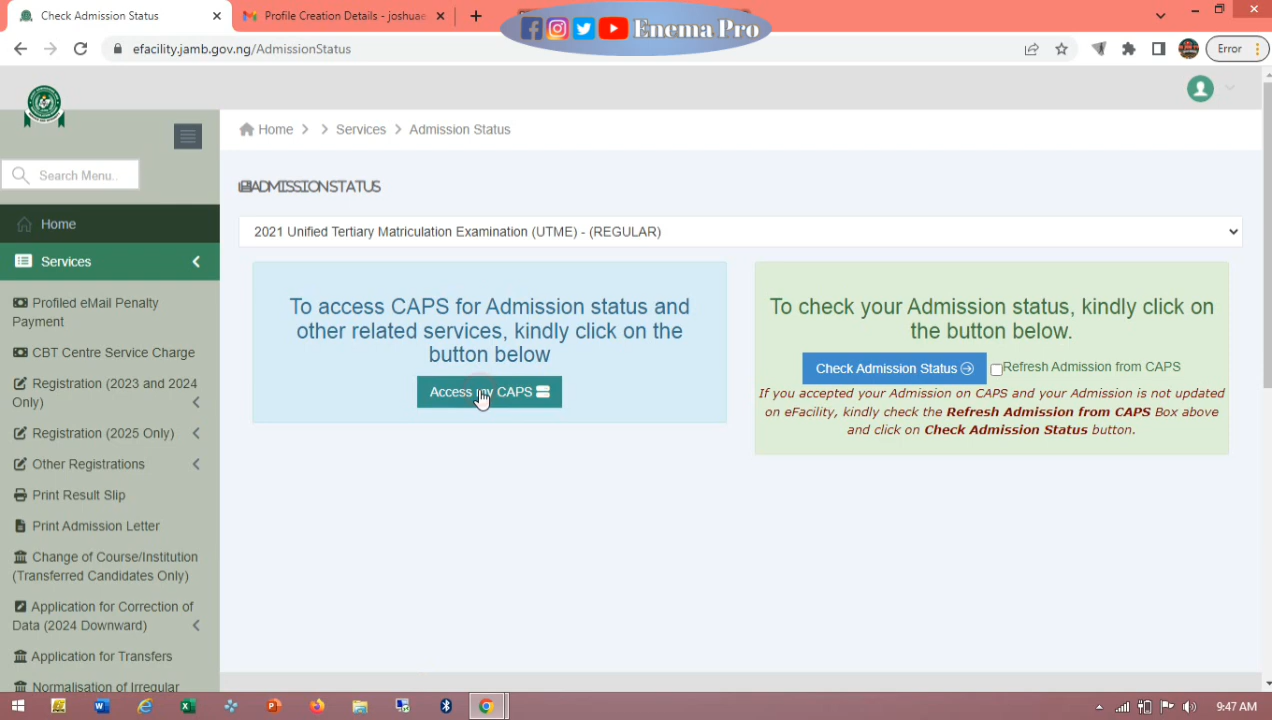 Check Admission Status
Profile Creation Details - joshuae
Enema Pro
efacility.jamb.gov.ng/AdmissionStatus
Error
Home > > Services > Admission Status
Search Menu..
ADMISSION STATUS
Home
2021 Unified Tertiary Matriculation Examination (UTME) - (REGULAR)
Services
Profiled eMail Penalty
Payment
CBT Centre Service Charge
Registration (2023 and 2024
Only)
Registration (2025 Only)
Other Registrations
Print Result Slip
Print Admission Letter
Change of Course/Institution
(Transferred Candidates Only)
Application for Correction of
Data (2024 Downward)
Application for Transfers
Normalisation of Irregular
To access CAPS for Admission status and
other related services, kindly click on the
button below
Access my CAPS
To check your Admission status, kindly click on
the button below.
Check Admission Status
Refresh Admission from CAPS
If you accepted your Admission on CAPS and your Admission is not updated
on eFacility, kindly check the Refresh Admission from CAPS Box above
and click on Check Admission Status button.
9:47 AM